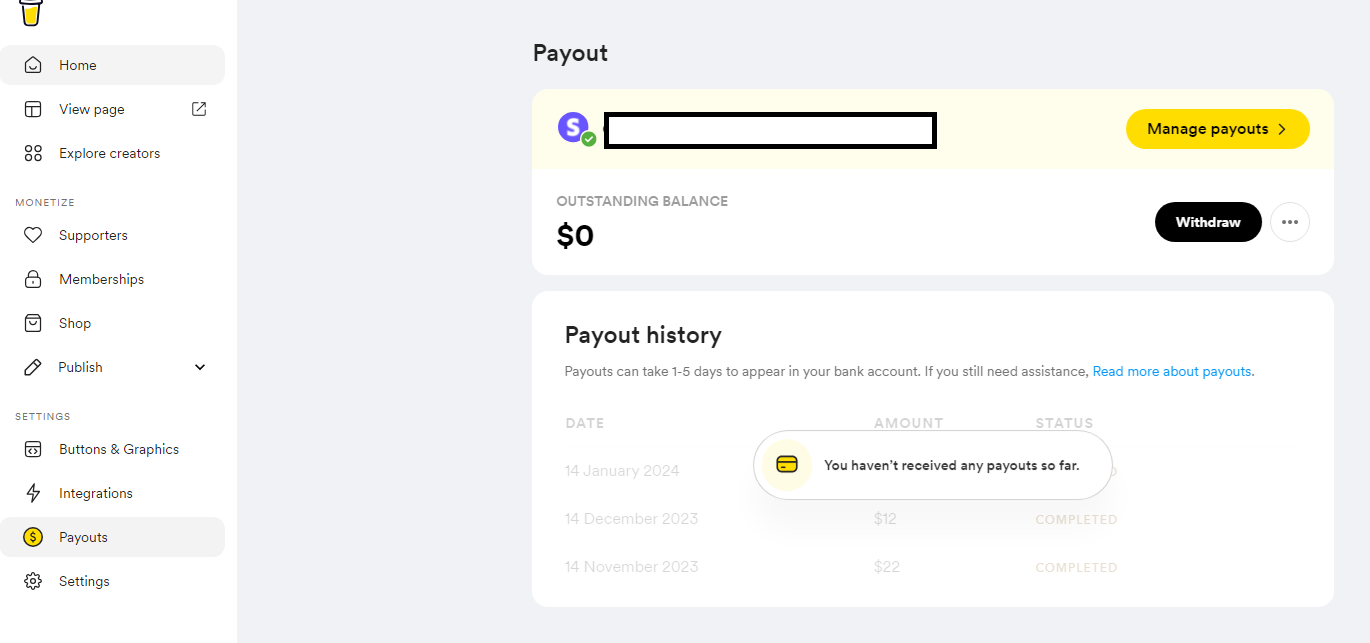 Home
View page
Explore creators
MONETIZE
Supporters
Memberships
Shop
Publish
SETTINGS
Buttons & Graphics
Integrations
Payouts
Settings
Payout
S
Manage payouts
OUTSTANDING BALANCE
$0
Withdraw
Payout history
Payouts can take 1-5 days to appear in your bank account. If you still need assistance, Read more about payouts.
DATE AMOUNT STATUS
14 January 2024
You haven’t received any payouts so far.
14 December 2023 $12 COMPLETED
14 November 2023 $22 COMPLETED